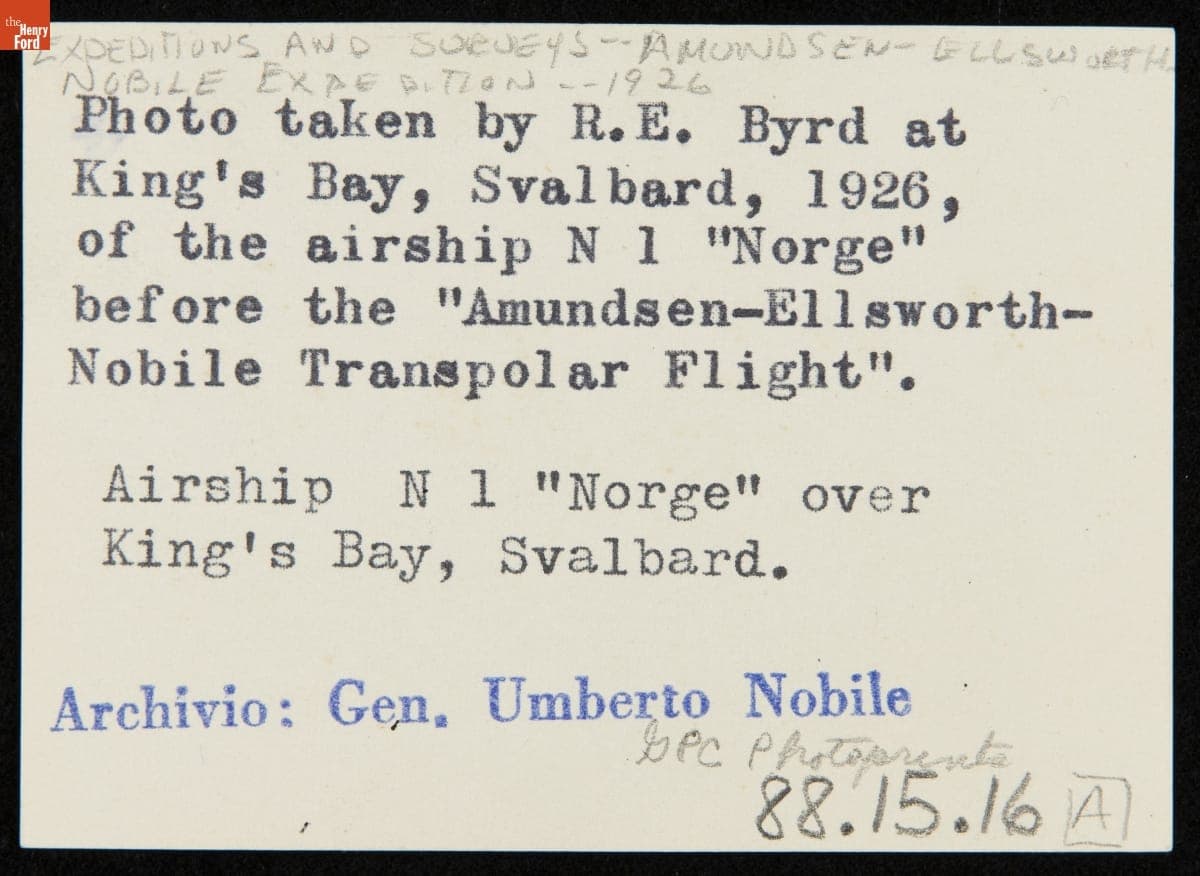 the
Henry
Ford
EXPEDITIONS AND SURVEYS--AMUNDSEN-ELLSWORTH-
NOBILE EXPEDITION--1926
Photo taken by R.E. Byrd at
King's Bay, Svalbard, 1926,
of the airship N 1 "Norge"
before the "Amundsen-Ellsworth-
Nobile Transpolar Flight".
Airship N 1 "Norge" over
King's Bay, Svalbard.
Archivio: Gen. Umberto Nobile
GPC Photoprints
88.15.16 A